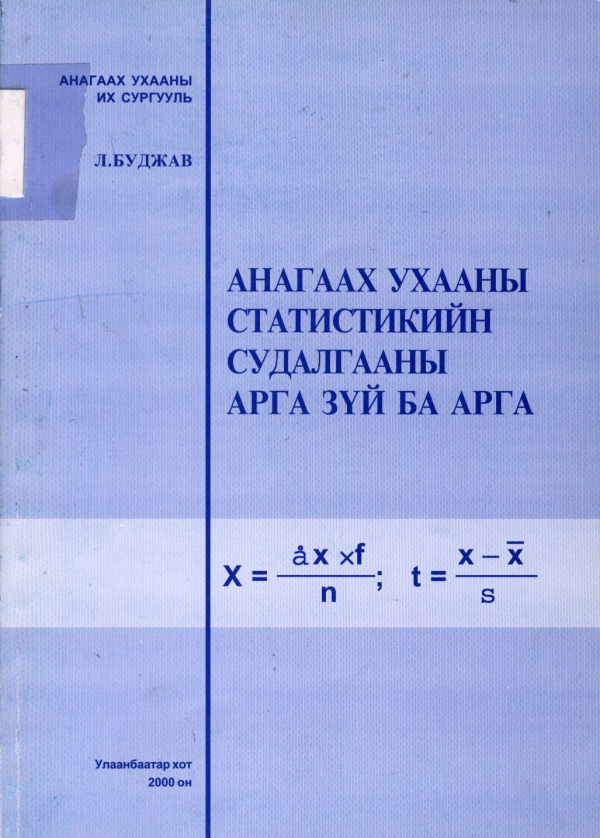 АНАГААХ УХААНЫ
ИХ СУРГУУЛЬ
Л.БУДЖАВ
АНАГААХ УХААНЫ
СТАТИСТИКИЙН
СУДАЛГААНЫ
АРГА ЗҮЙ БА АРГА
X = åx ×f / n ; t = x – x̅ / s
Улаанбаатар хот
2000 он